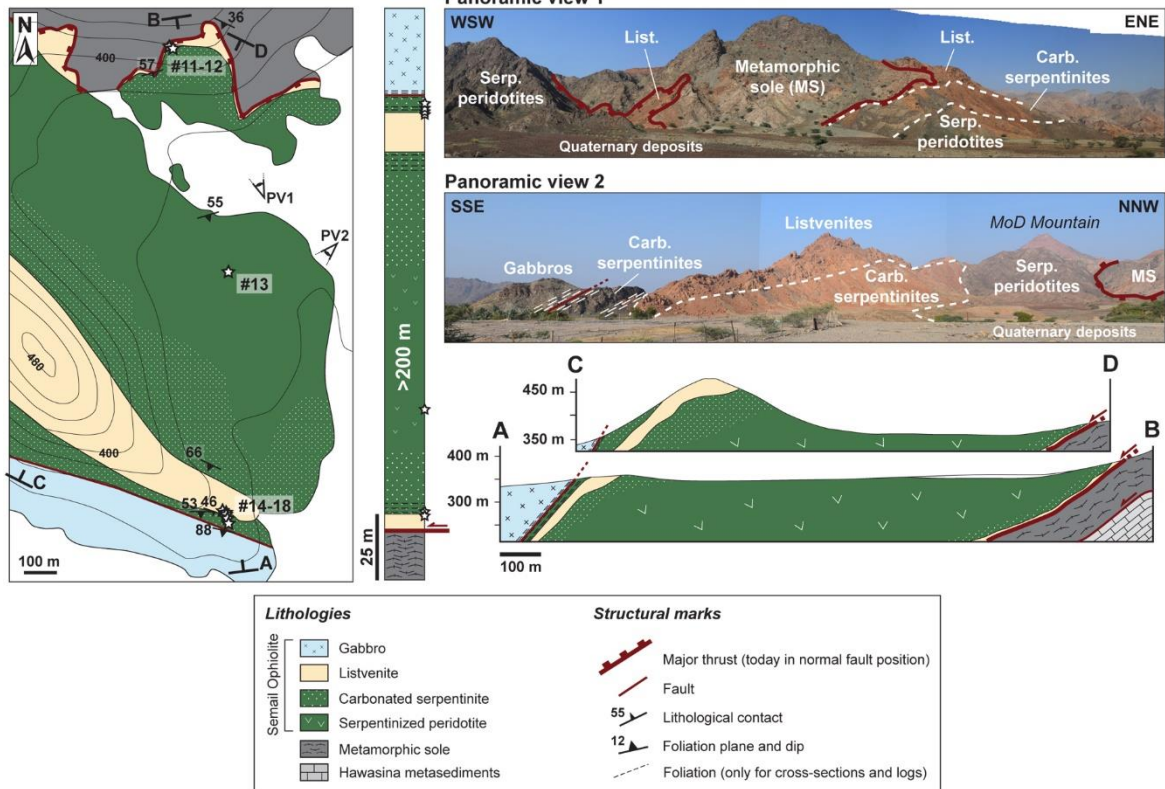 Panoramic view 1
N
B
36
D
400
57
#11-12
PV1
55
PV2
#13
480
400
66
C
53
46
#14-18
88
A
100 m
>200 m
25 m
WSW
ENE
List.
List.
Carb.
serpentinites
Serp.
peridotites
Metamorphic
sole (MS)
Serp.
peridotites
Quaternary deposits
Panoramic view 2
SSE
NNW
Listvenites
MoD Mountain
Carb.
serpentinites
Gabbros
Serp.
peridotites
MS
Carb.
serpentinites
Quaternary deposits
C
D
450 m
350 m
A
B
400 m
300 m
100 m
Lithologies
Semail Ophiolite
Gabbro
Listvenite
Carbonated serpentinite
Serpentinized peridotite
Metamorphic sole
Hawasina metasediments
Structural marks
Major thrust (today in normal fault position)
Fault
55
Lithological contact
12
Foliation plane and dip
Foliation (only for cross-sections and logs)